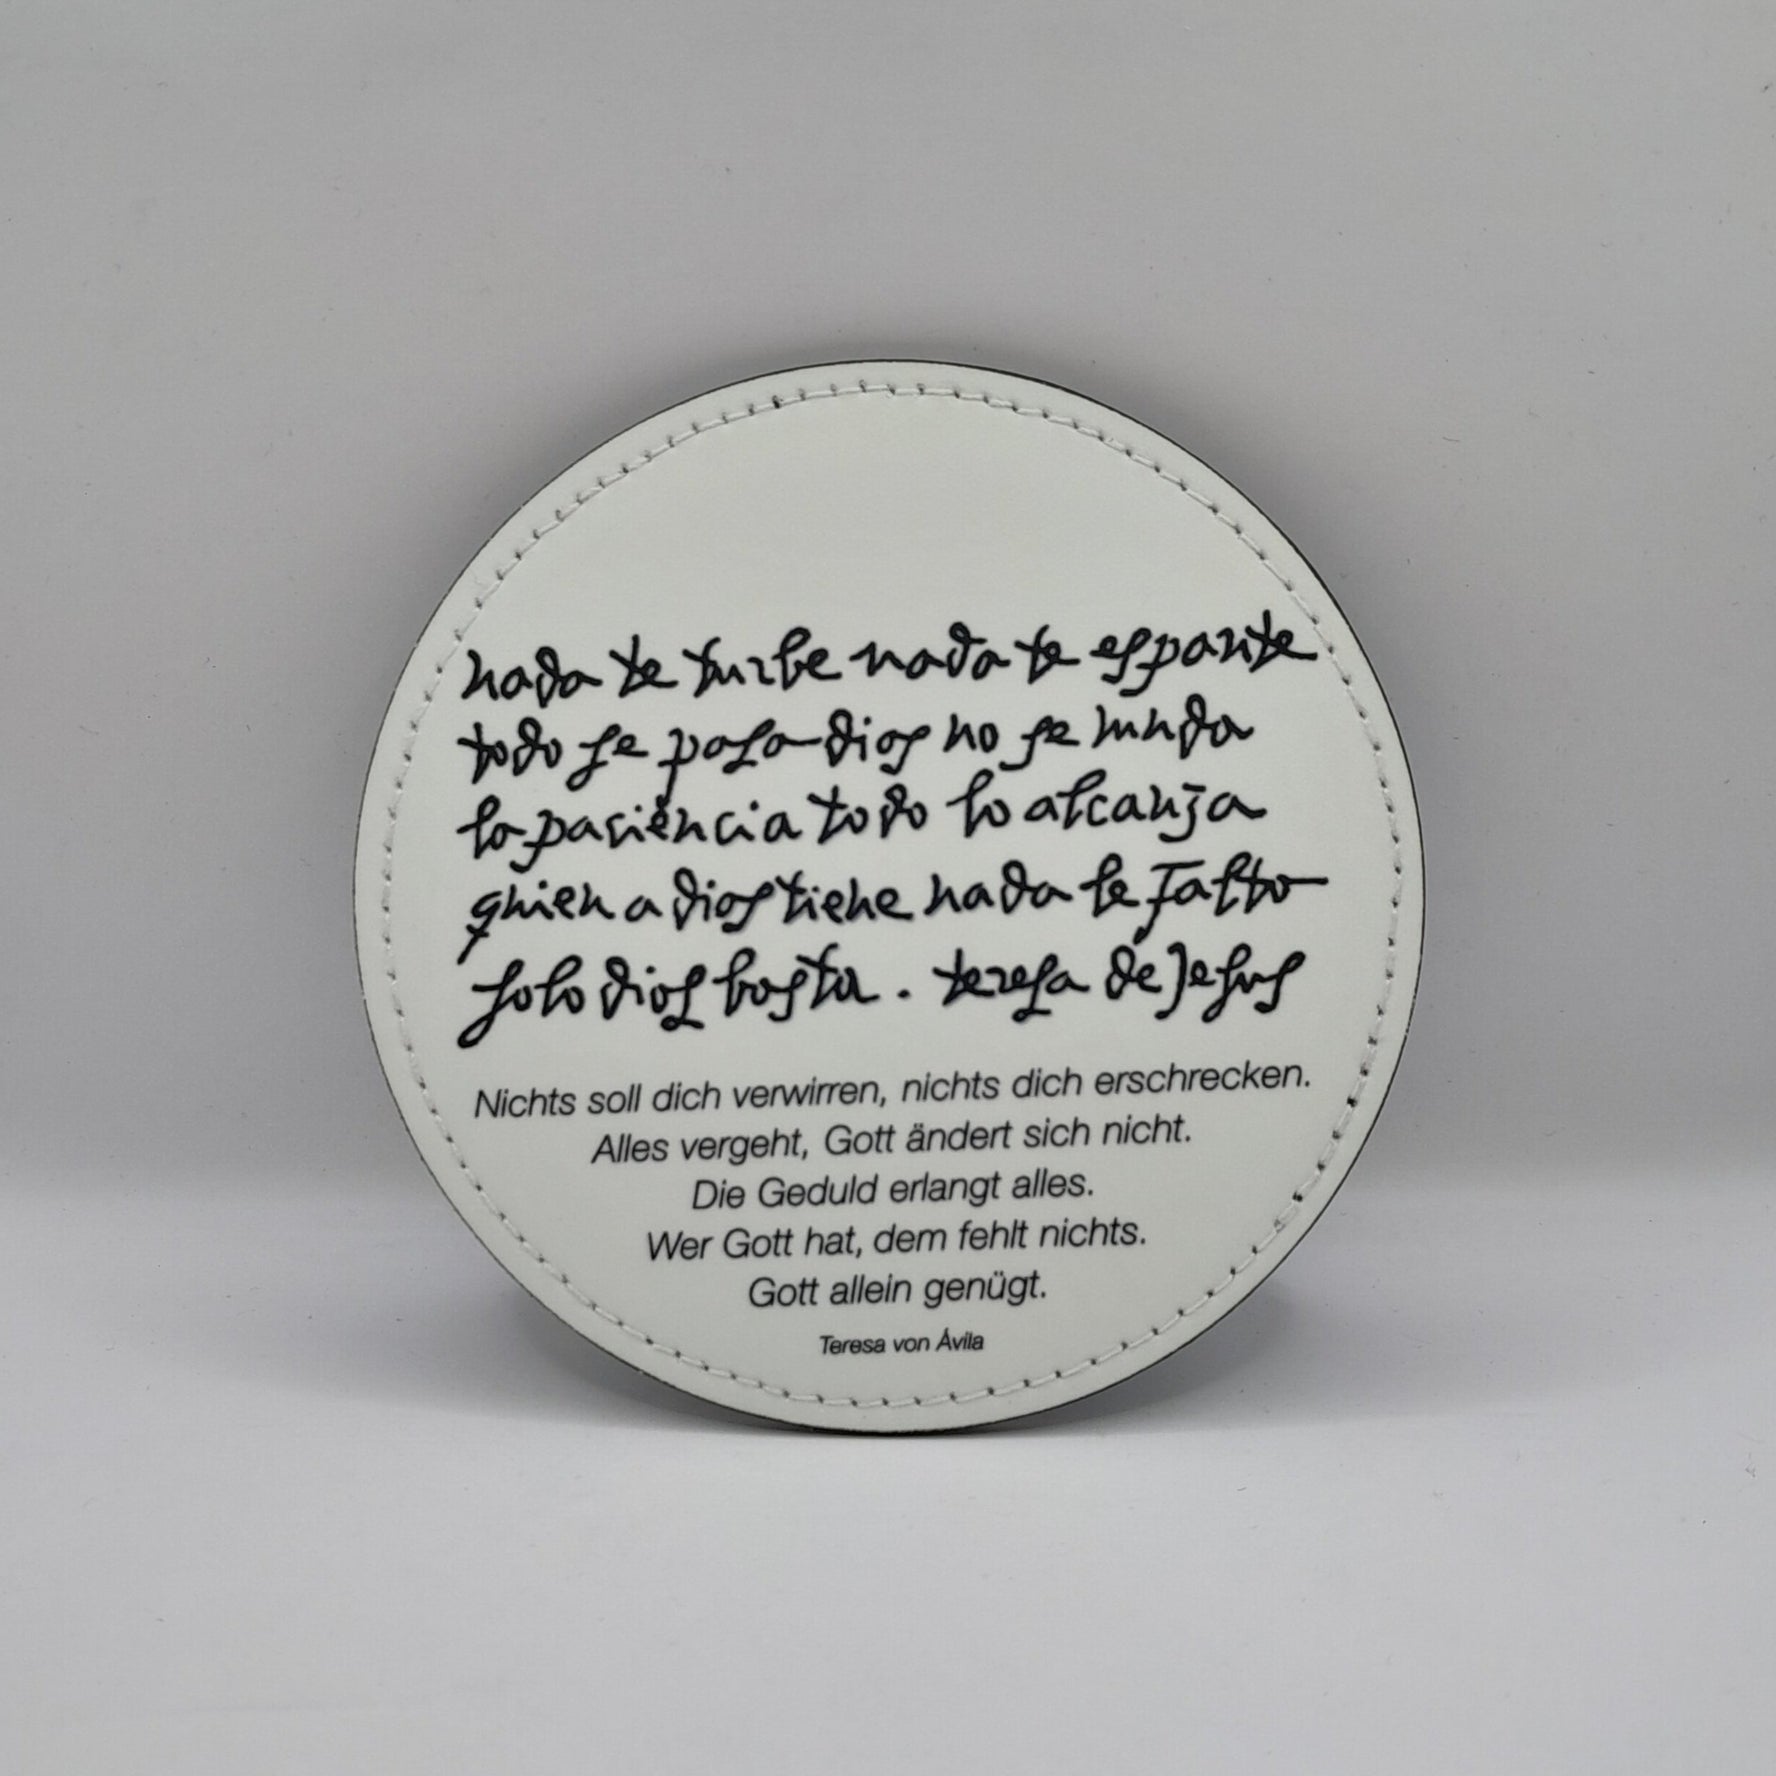 nada te turbe nada te espante
todo se pasa dios no se muda
la paciencia todo lo alcanza
quien a dios tiene nada le falta
solo dios basta . teresa de Jesus
Nichts soll dich verwirren, nichts dich erschrecken.
Alles vergeht, Gott ändert sich nicht.
Die Geduld erlangt alles.
Wer Gott hat, dem fehlt nichts.
Gott allein genügt.
Teresa von Ávila